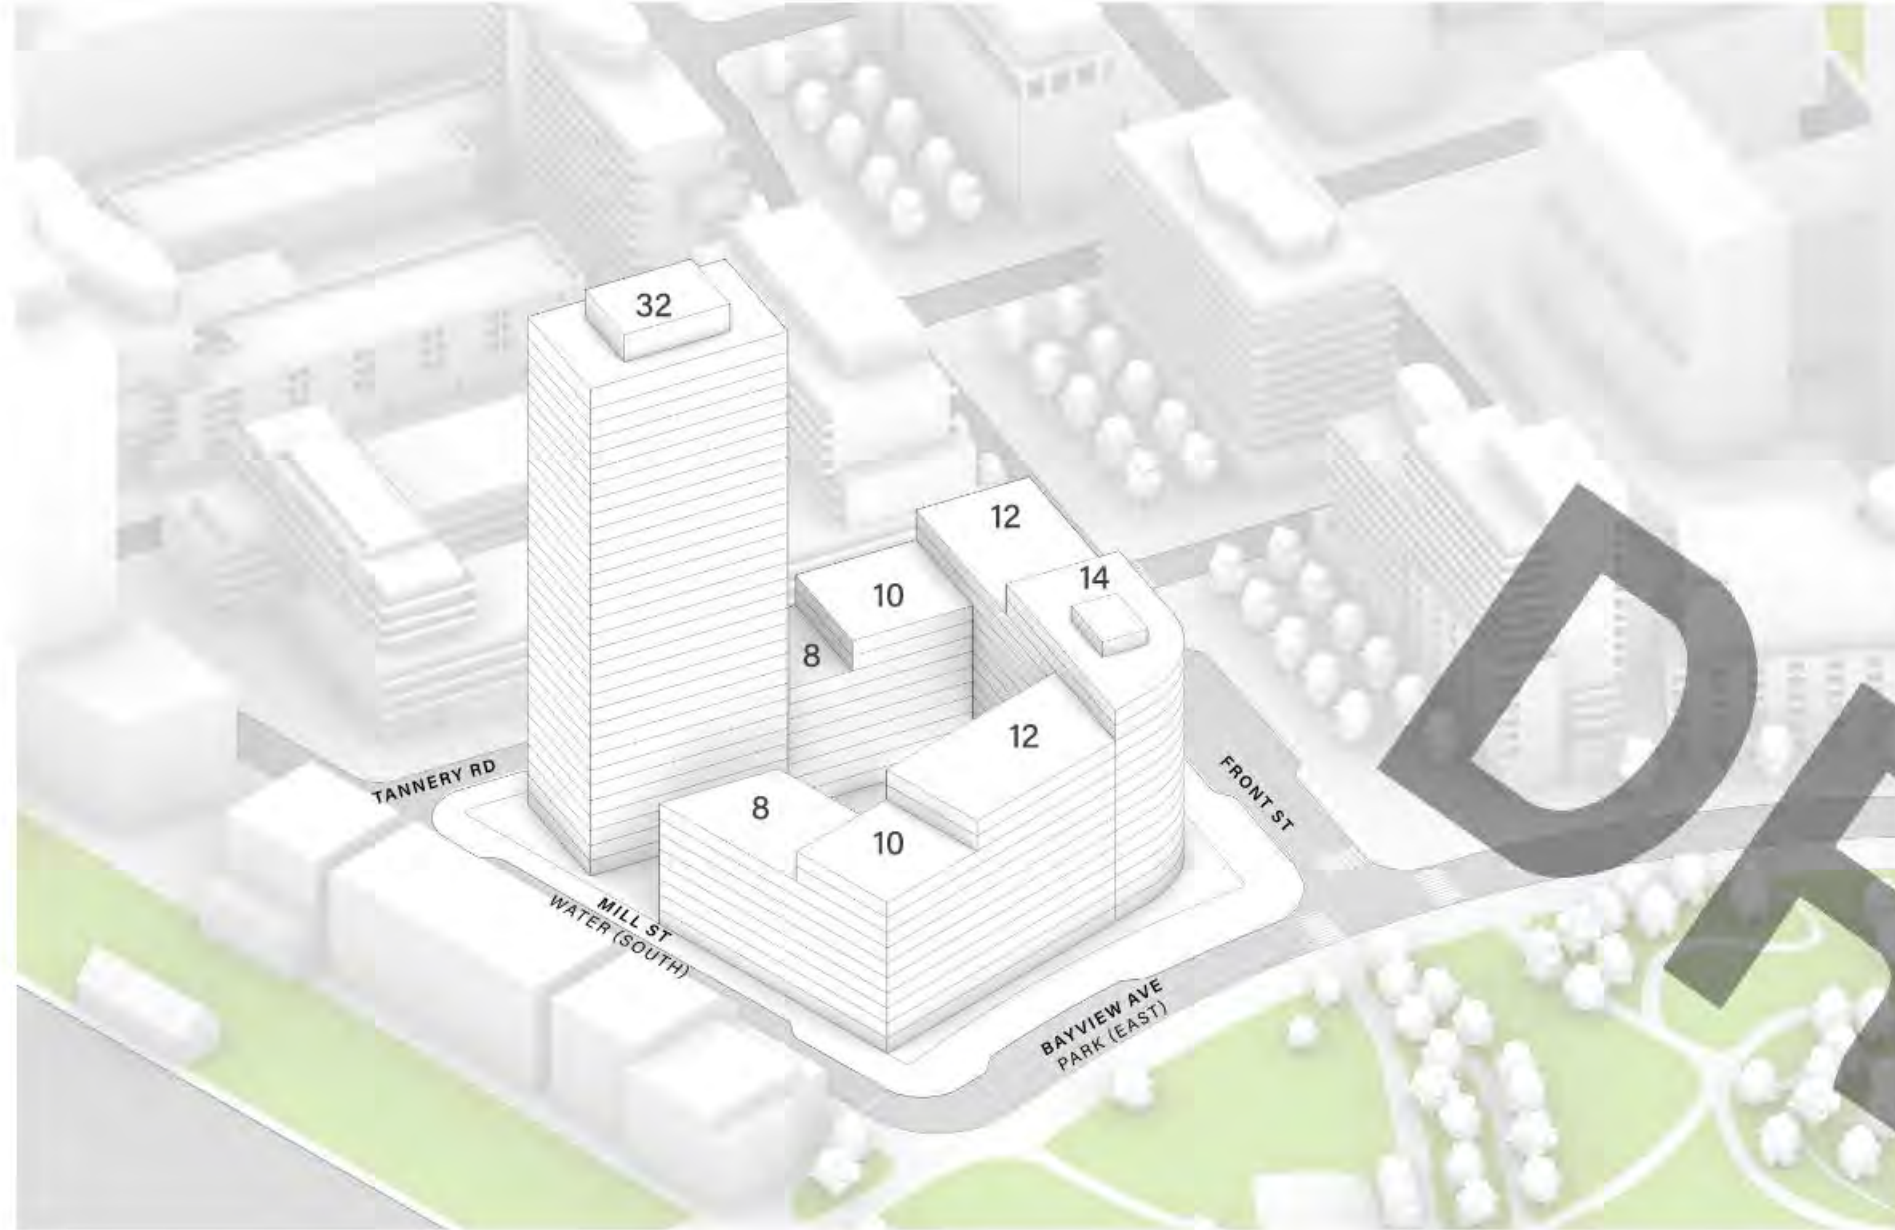 32
12
14
10
8
12
8
10
TANNERY RD
FRONT ST
MILL ST
WATER (SOUTH)
BAYVIEW AVE
PARK (EAST)